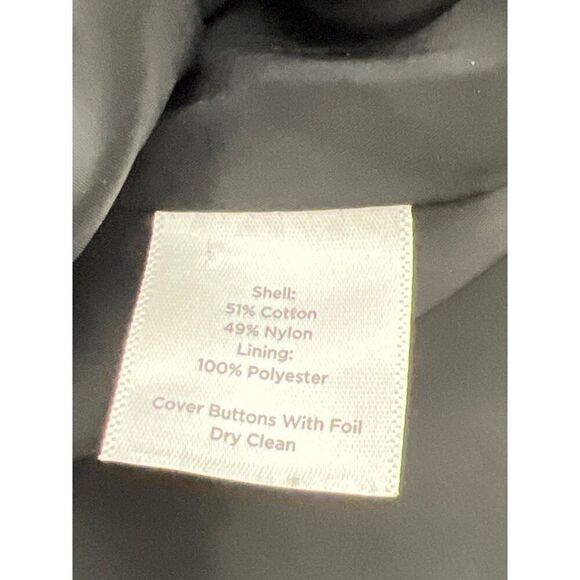 Shell:
51% Cotton
49% Nylon
Lining:
100% Polyester
Cover Buttons With Foil
Dry Clean